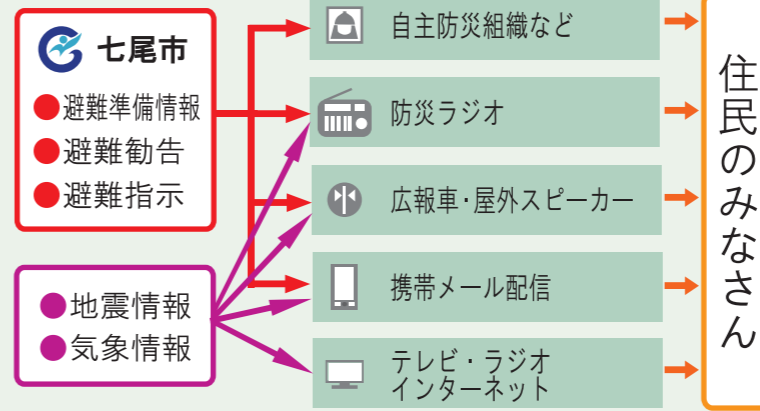 七尾市
●避難準備情報
●避難勧告
●避難指示
●地震情報
●気象情報
自主防災組織など
防災ラジオ
広報車・屋外スピーカー
携帯メール配信
テレビ・ラジオ
インターネット
住民のみなさん